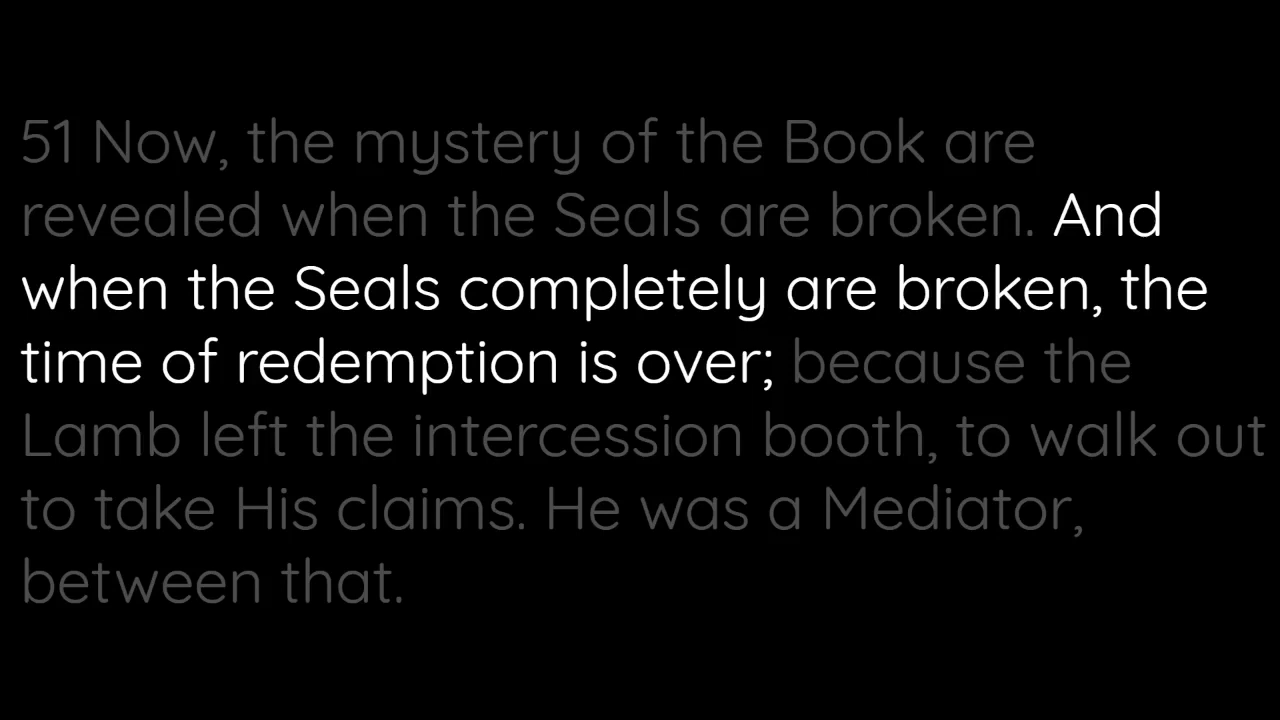 51 Now, the mystery of the Book are
revealed when the Seals are broken. And
when the Seals completely are broken, the
time of redemption is over; because the
Lamb left the intercession booth, to walk out
to take His claims. He was a Mediator,
between that.